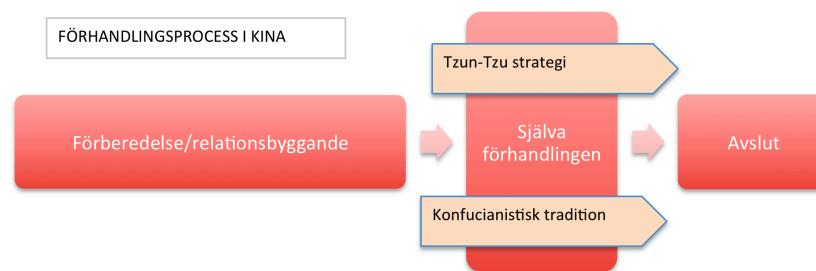 FÖRHANDLINGSPROCESS I KINA
Tzun-Tzu strategi
Förberedelse/relationsbyggande
Själva
förhandlingen
Avslut
Konfucianistisk tradition